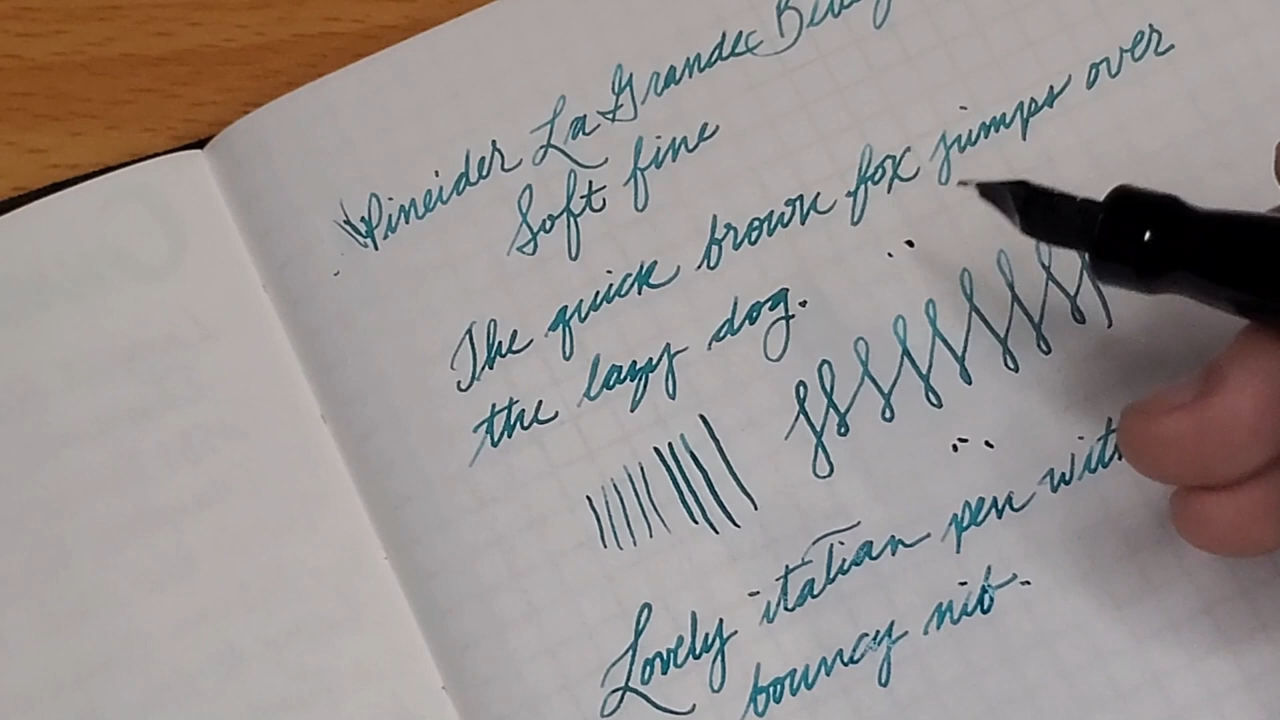 Pineider La Grande
Soft fine
The quick brown fox jumps over
the lazy dog.
Lovely italian pen with
bouncy nib.